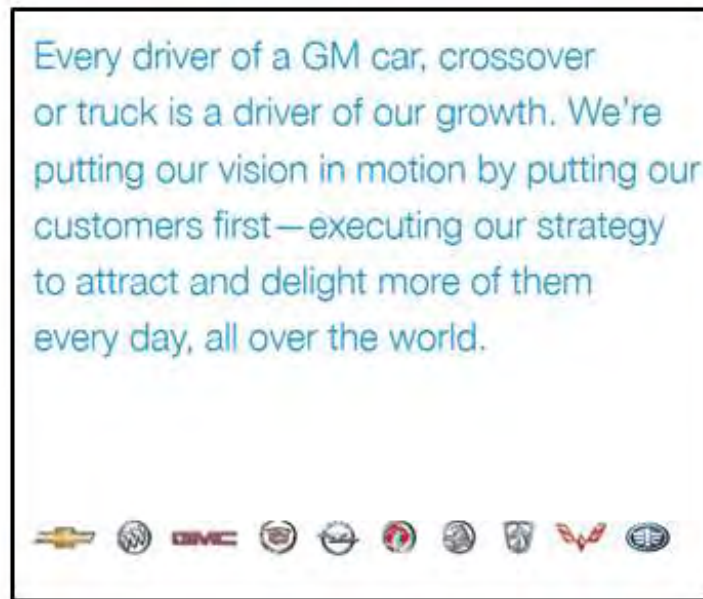 Every driver of a GM car, crossover
or truck is a driver of our growth. We're
putting our vision in motion by putting our
customers first—executing our strategy
to attract and delight more of them
every day, all over the world.
GMC